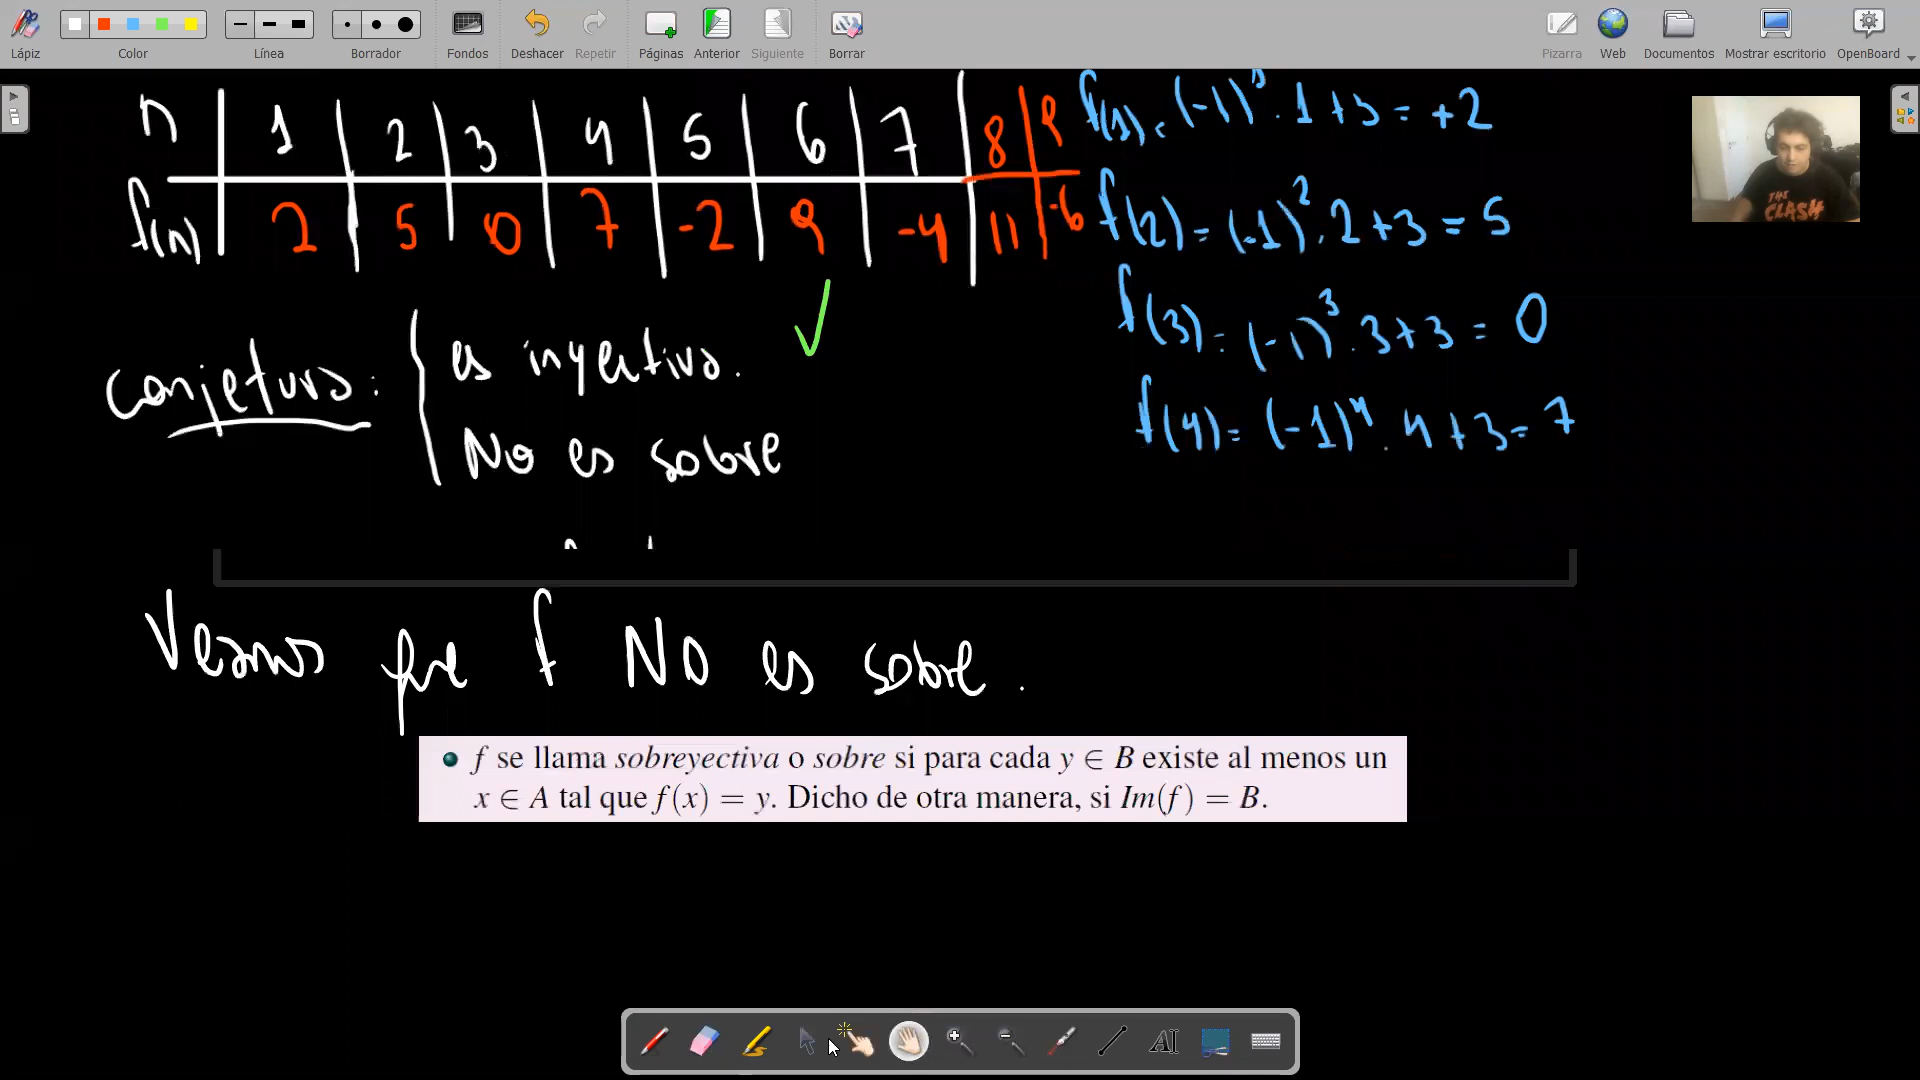 Lápiz Color Línea Borrador Fondos Deshacer Repetir Páginas Anterior Siguiente Borrar Pizarra Web Documentos Mostrar escritorio OpenBoard
n 1 2 3 4 5 6 7 8 9
f(n) 2 5 0 7 -2 9 -4 11 -6
f(1) = (-1)^1 . 1 + 3 = +2
f(2) = (-1)^2 . 2 + 3 = 5
f(3) = (-1)^3 . 3 + 3 = 0
f(4) = (-1)^4 . 4 + 3 = 7
Conjetura: { es inyectiva. ✓
No es sobre
Veamos que f NO es sobre.
• f se llama sobreyectiva o sobre si para cada y ∈ B existe al menos un
x ∈ A tal que f(x) = y. Dicho de otra manera, si Im(f) = B.
THE
CLASH
AI